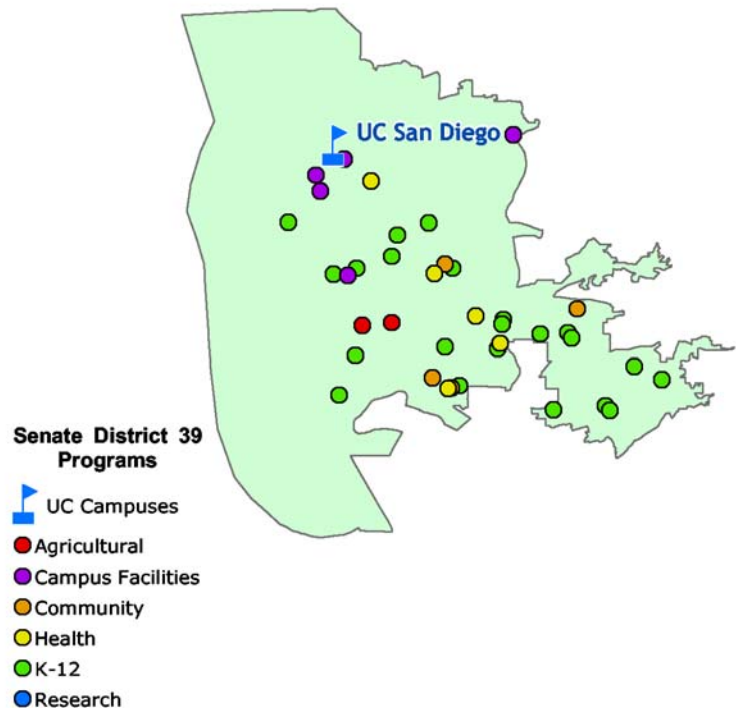 UC San Diego
Senate District 39
Programs
UC Campuses
Agricultural
Campus Facilities
Community
Health
K-12
Research